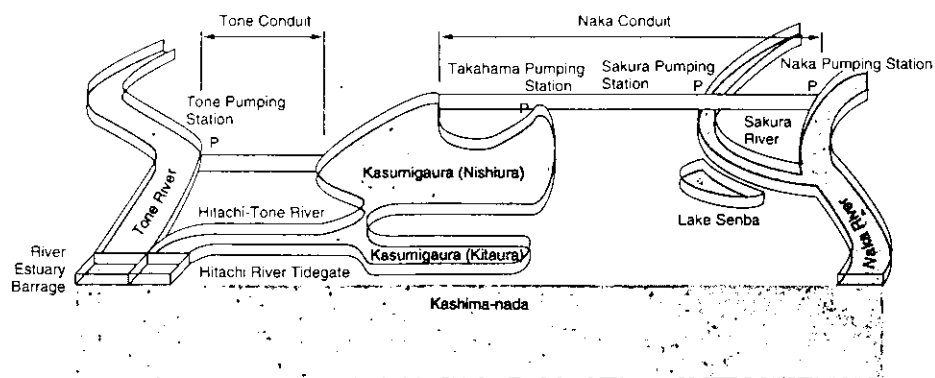 Tone Conduit
Naka Conduit
Takahama Pumping
Station
Sakura Pumping
Station
Naka Pumping Station
P
P
P
Tone Pumping
Station
P
Sakura
River
Kasumigaura (Nishiura)
Tone River
Hitachi-Tone River
Lake Senba
Naka River
River
Estuary
Barrage
Kasumigaura (Kitaura)
Hitachi River Tidegate
Kashima-nada